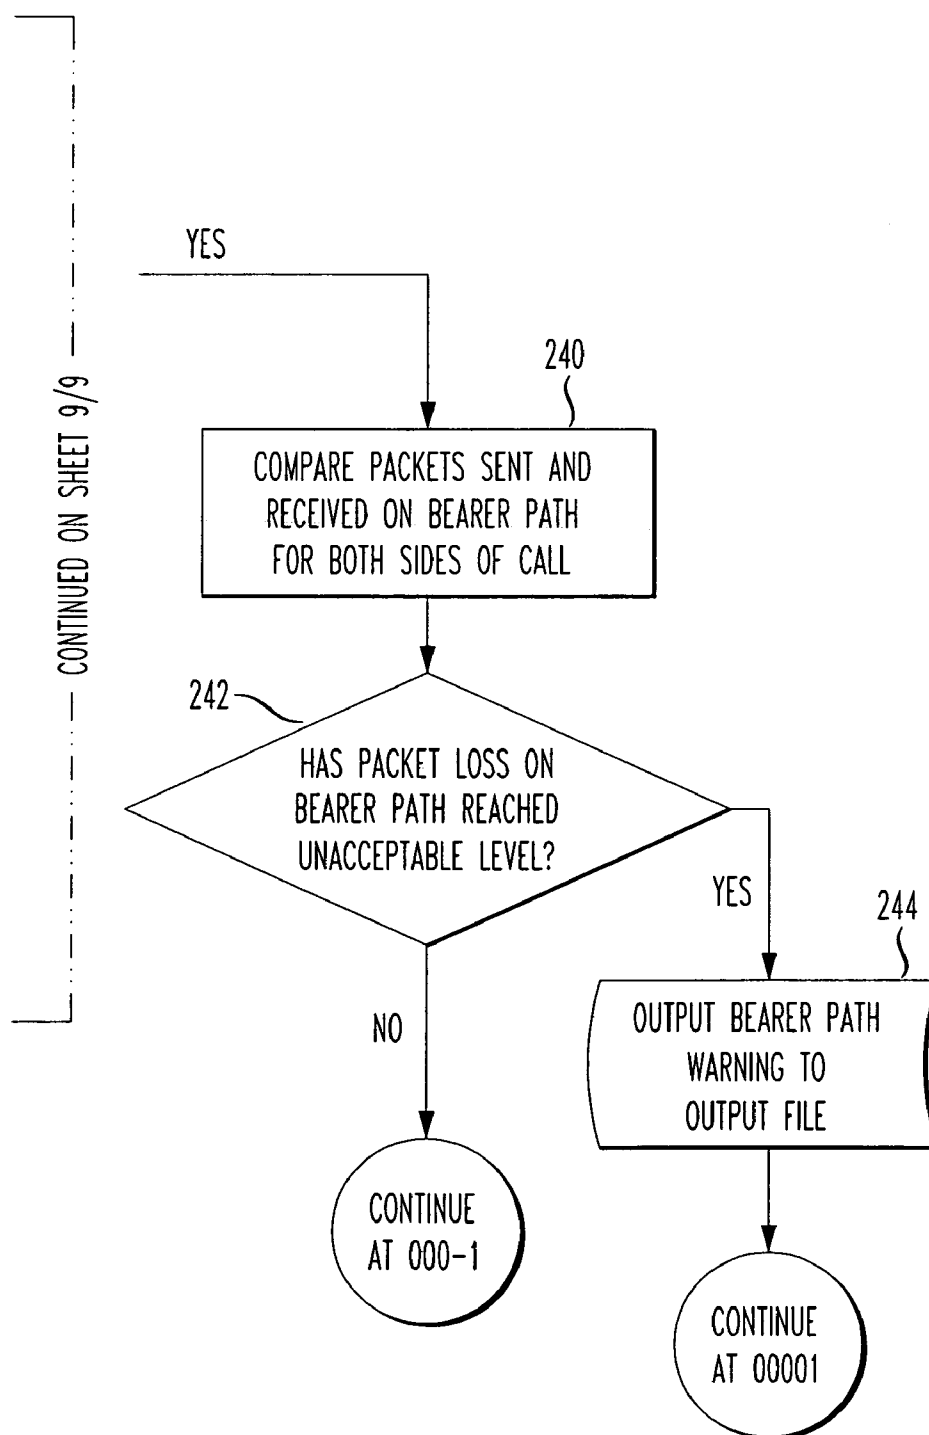 CONTINUED ON SHEET 9/9
YES
240
COMPARE PACKETS SENT AND
RECEIVED ON BEARER PATH
FOR BOTH SIDES OF CALL
242
HAS PACKET LOSS ON
BEARER PATH REACHED
UNACCEPTABLE LEVEL?
YES
244
NO
OUTPUT BEARER PATH
WARNING TO
OUTPUT FILE
CONTINUE
AT 000-1
CONTINUE
AT 00001